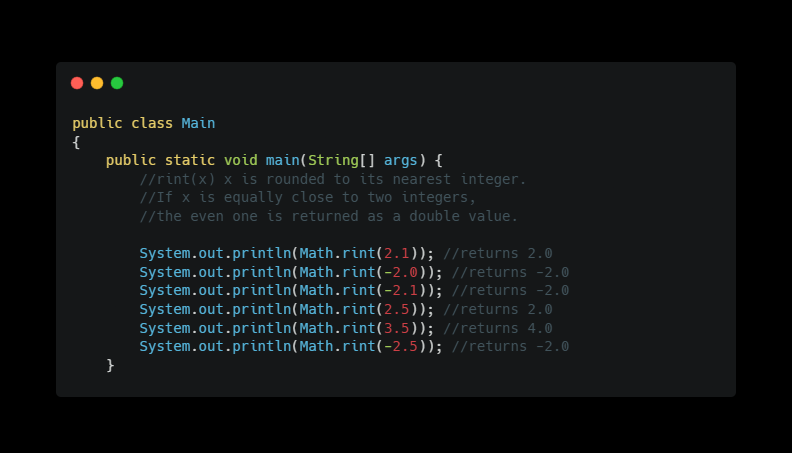 public class Main
{
    public static void main(String[] args) {
        //rint(x) x is rounded to its nearest integer.
        //If x is equally close to two integers,
        //the even one is returned as a double value.

        System.out.println(Math.rint(2.1)); //returns 2.0
        System.out.println(Math.rint(-2.0)); //returns -2.0
        System.out.println(Math.rint(-2.1)); //returns -2.0
        System.out.println(Math.rint(2.5)); //returns 2.0
        System.out.println(Math.rint(3.5)); //returns 4.0
        System.out.println(Math.rint(-2.5)); //returns -2.0
    }